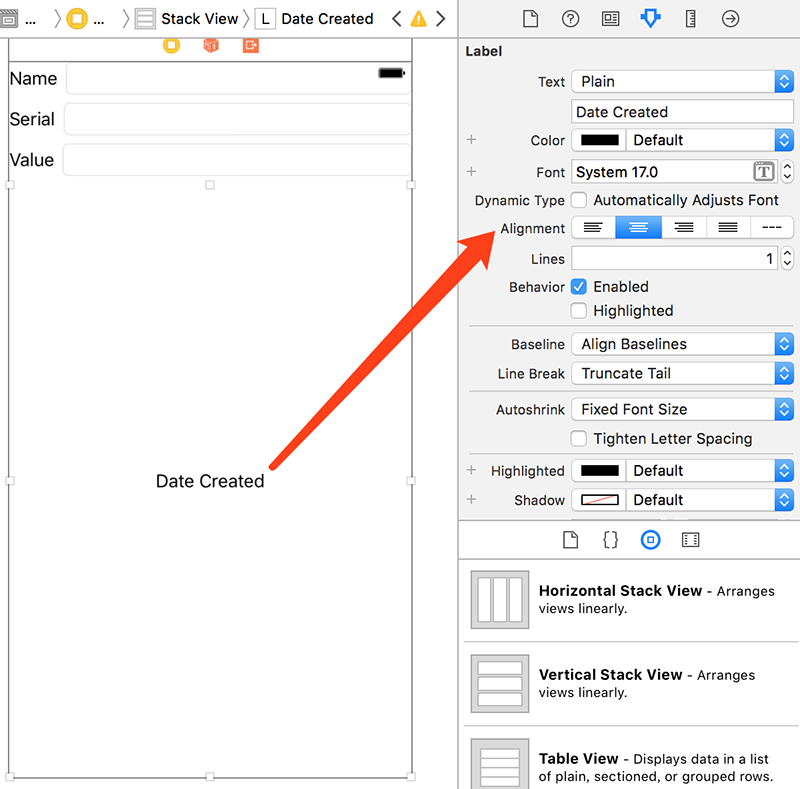 ... ... Stack View L Date Created
Name
Serial
Value
Date Created
Label
Text Plain
Date Created
+ Color Default
+ Font System 17.0 T
Dynamic Type Automatically Adjusts Font
Alignment ---
Lines 1
Behavior Enabled
Highlighted
Baseline Align Baselines
Line Break Truncate Tail
Autoshrink Fixed Font Size
Tighten Letter Spacing
+ Highlighted Default
+ Shadow Default
{}
Horizontal Stack View - Arranges
views linearly.
Vertical Stack View - Arranges
views linearly.
Table View - Displays data in a list
of plain, sectioned, or grouped rows.